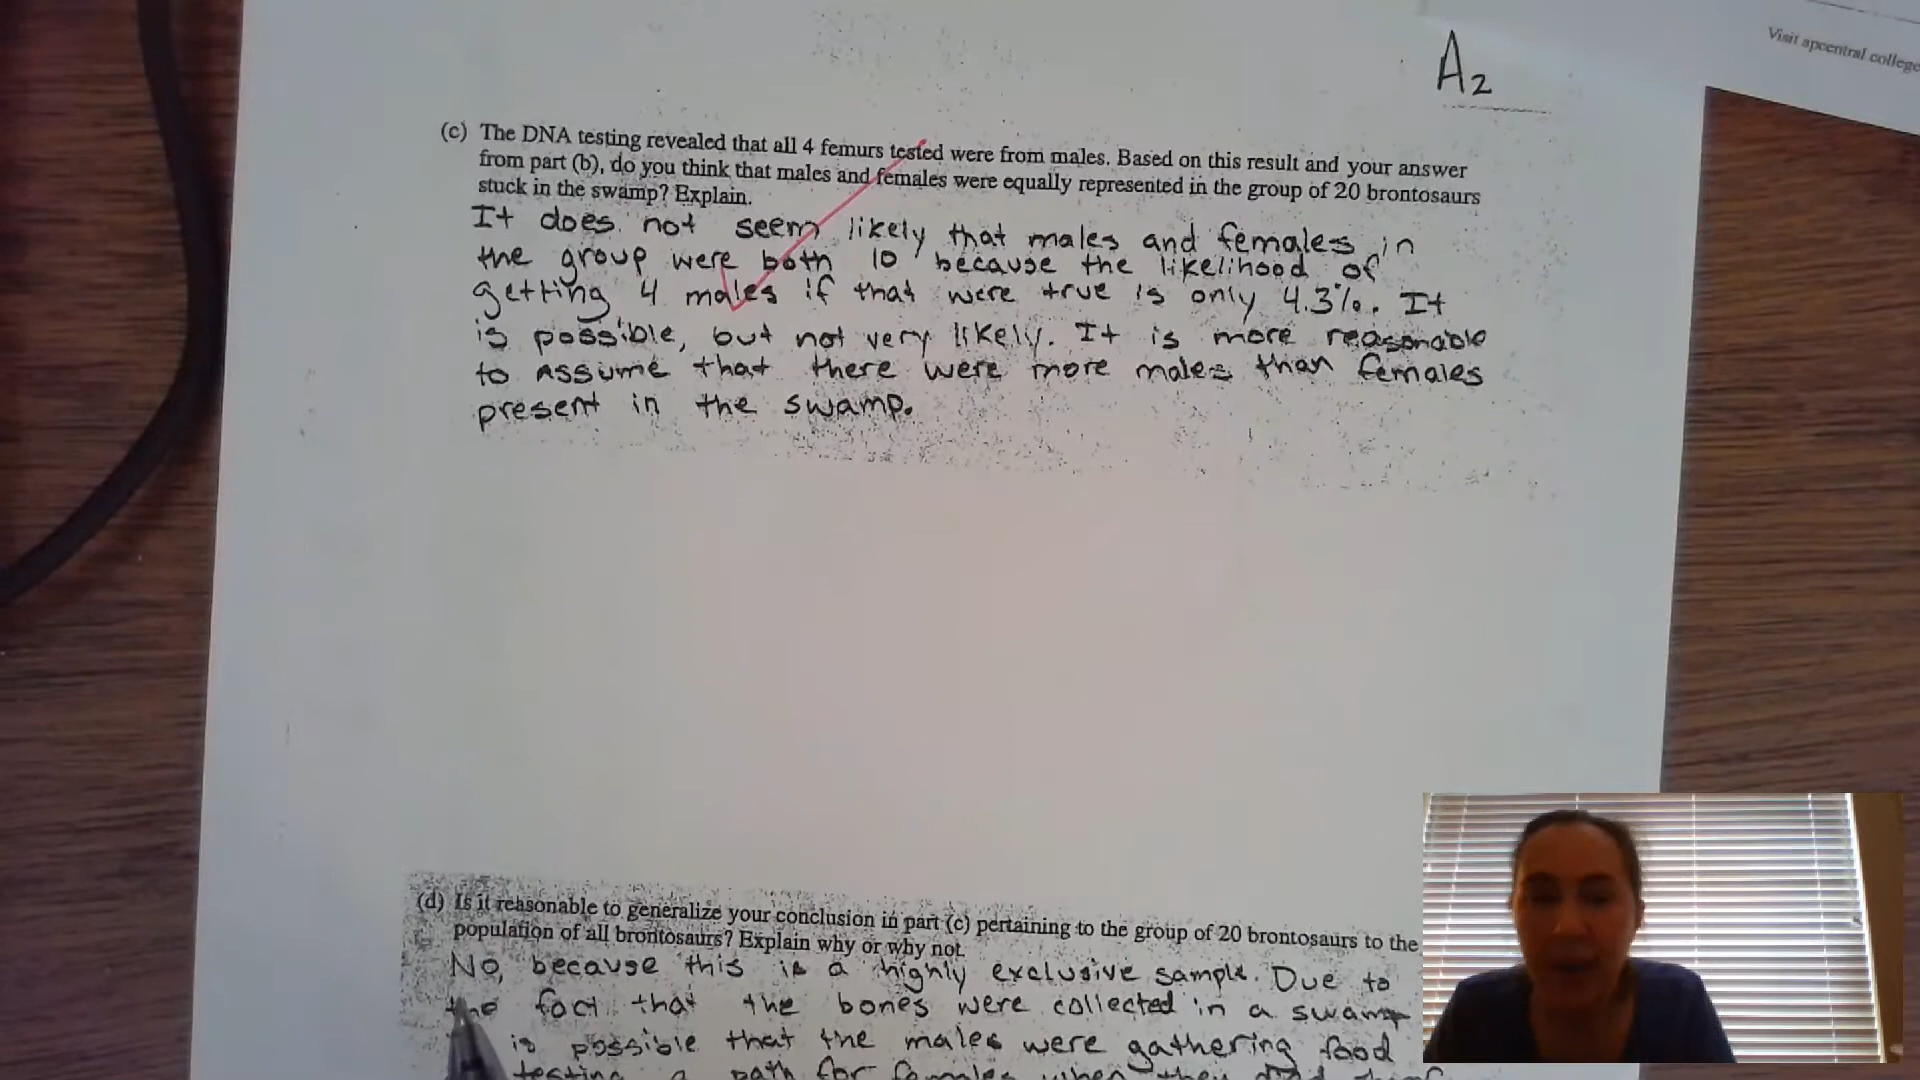 Visit apcentral college
A2
(c) The DNA testing revealed that all 4 femurs tested were from males. Based on this result and your answer
from part (b), do you think that males and females were equally represented in the group of 20 brontosaurs
stuck in the swamp? Explain.
It does not seem likely that males and females in
the group were both 10 because the likelihood of
getting 4 males if that were true is only 4.3%. It
is possible, but not very likely. It is more reasonable
to assume that there were more males than females
present in the swamp.
(d) Is it reasonable to generalize your conclusion in part (c) pertaining to the group of 20 brontosaurs to the
population of all brontosaurs? Explain why or why not.
No, because this is a highly exclusive sample. Due to
the fact that the bones were collected in a swamp
is possible that the males were gathering food
testing a path for females when they